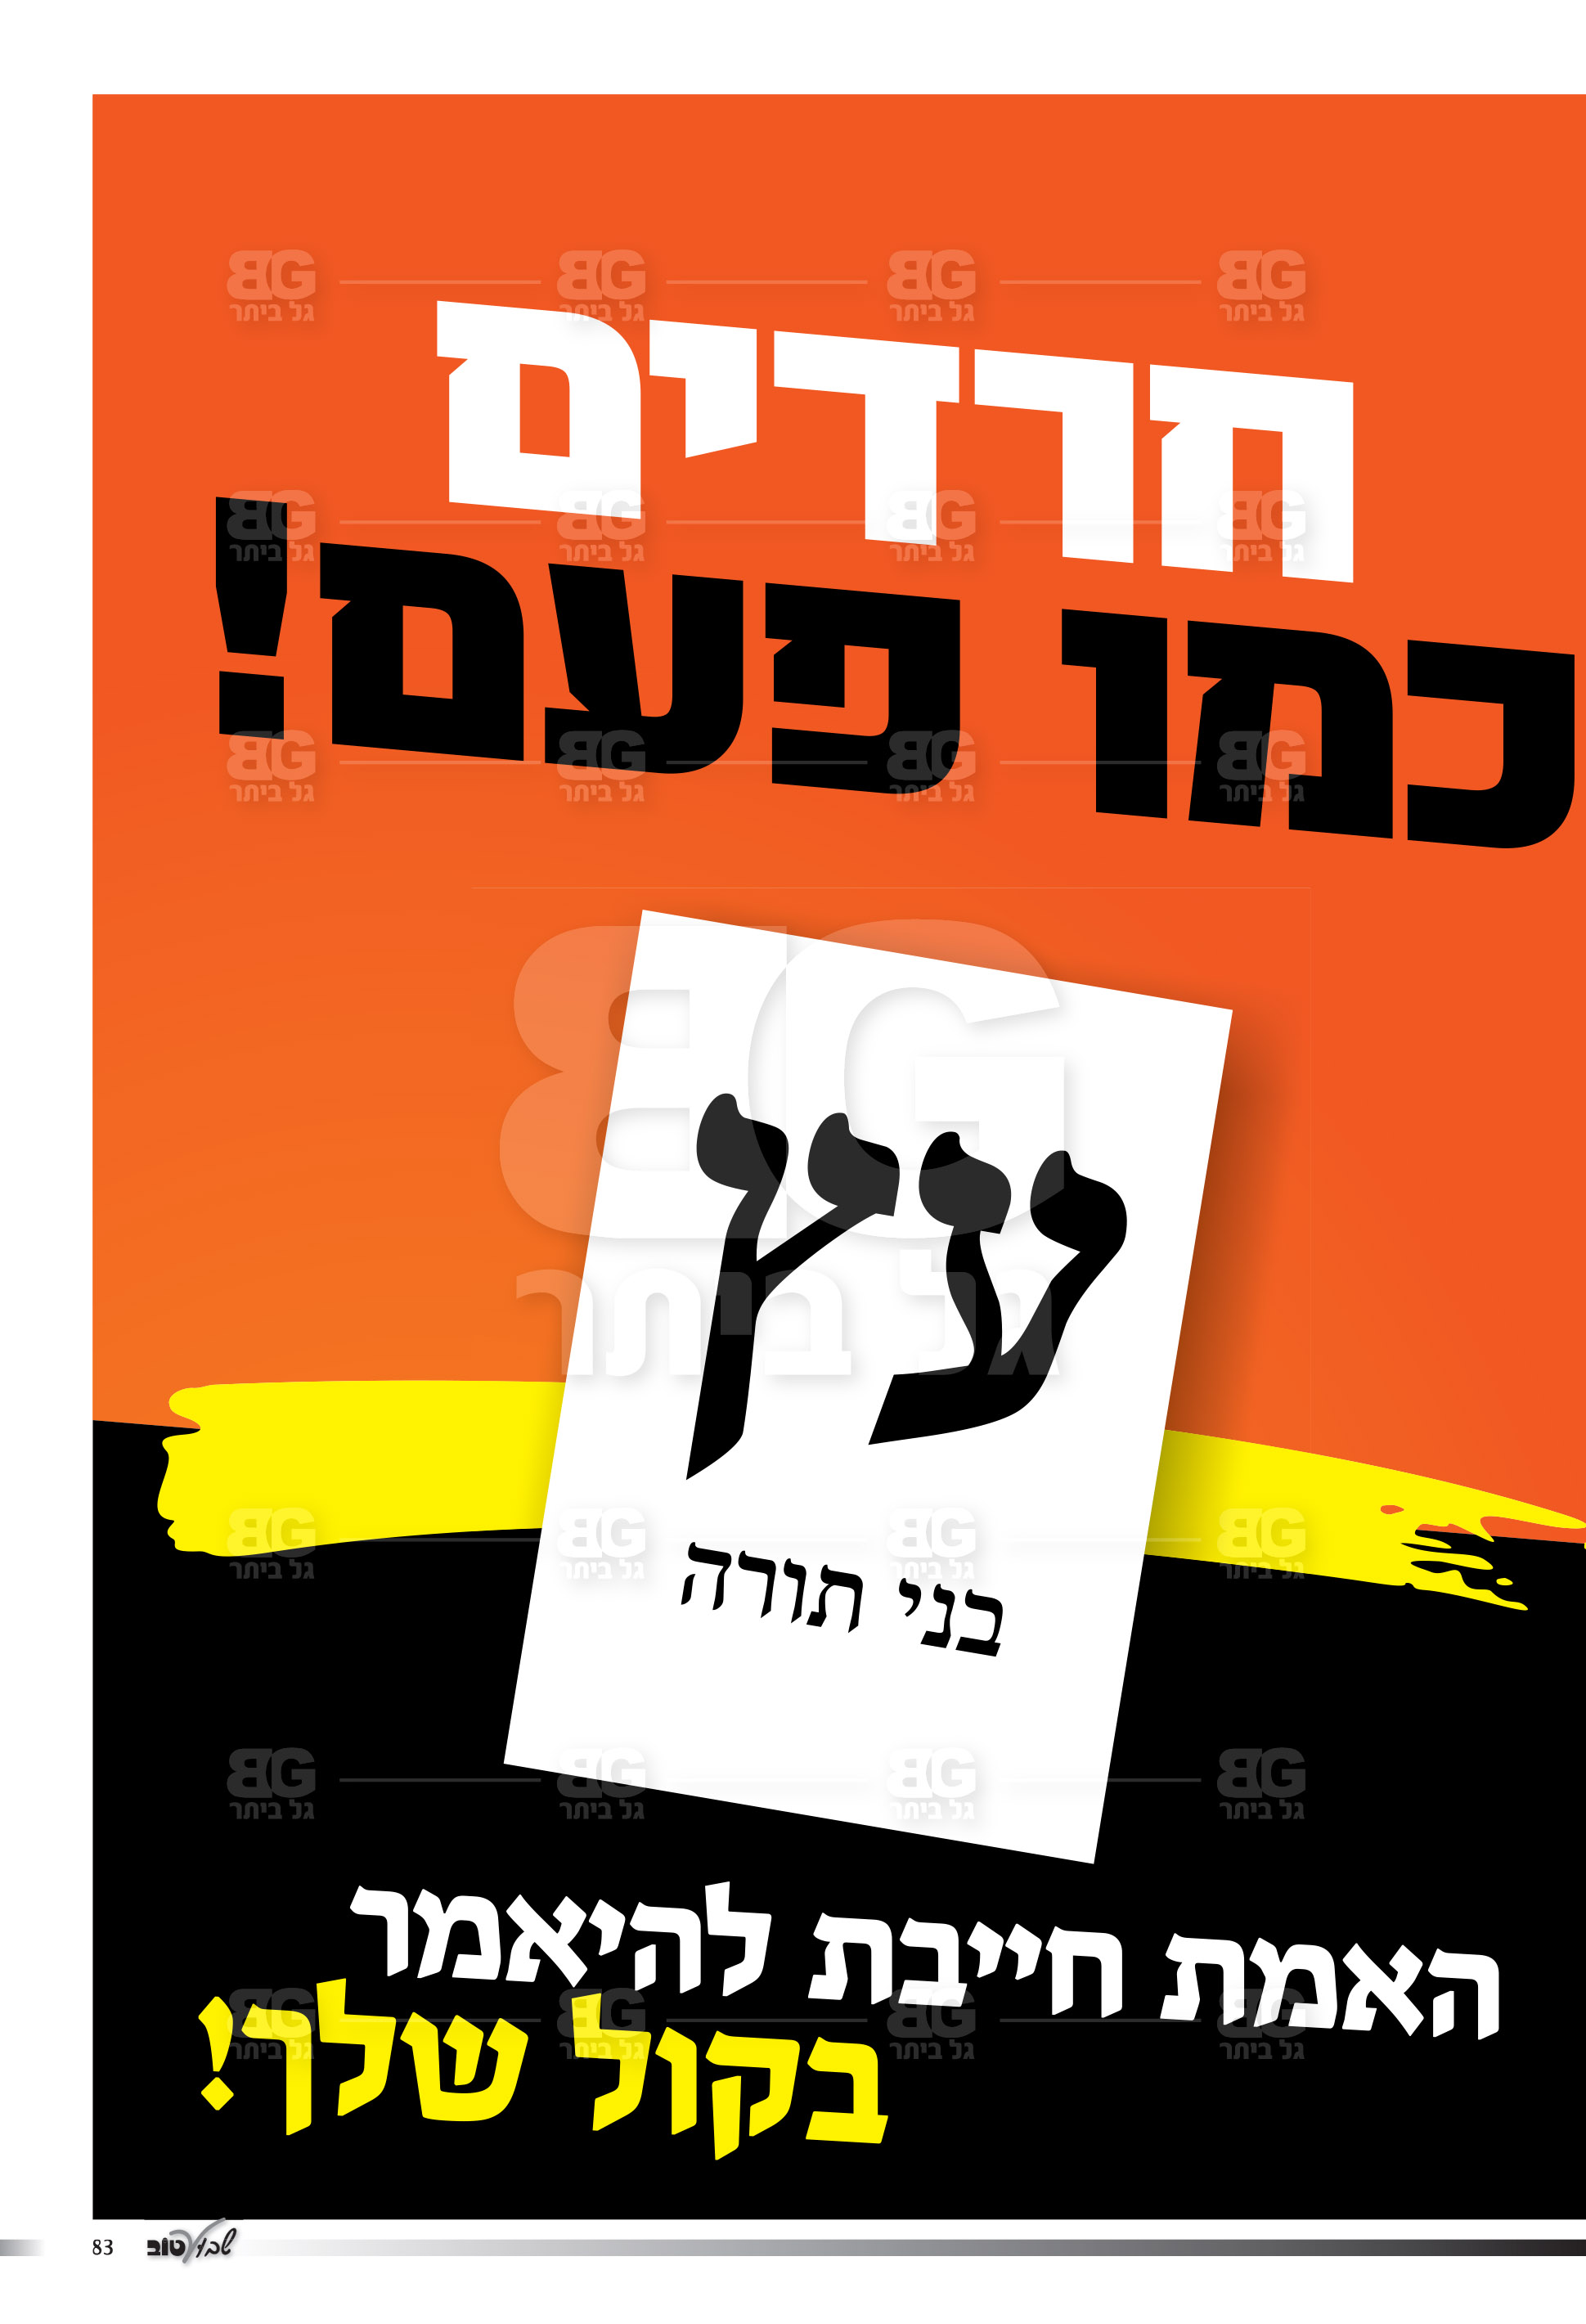 חרדים
כמו פעם!
עץ
בני תורה
האמת חייבת להיאמר
בקול שלך!
83 שבוע טוב
BG
גל ביתר